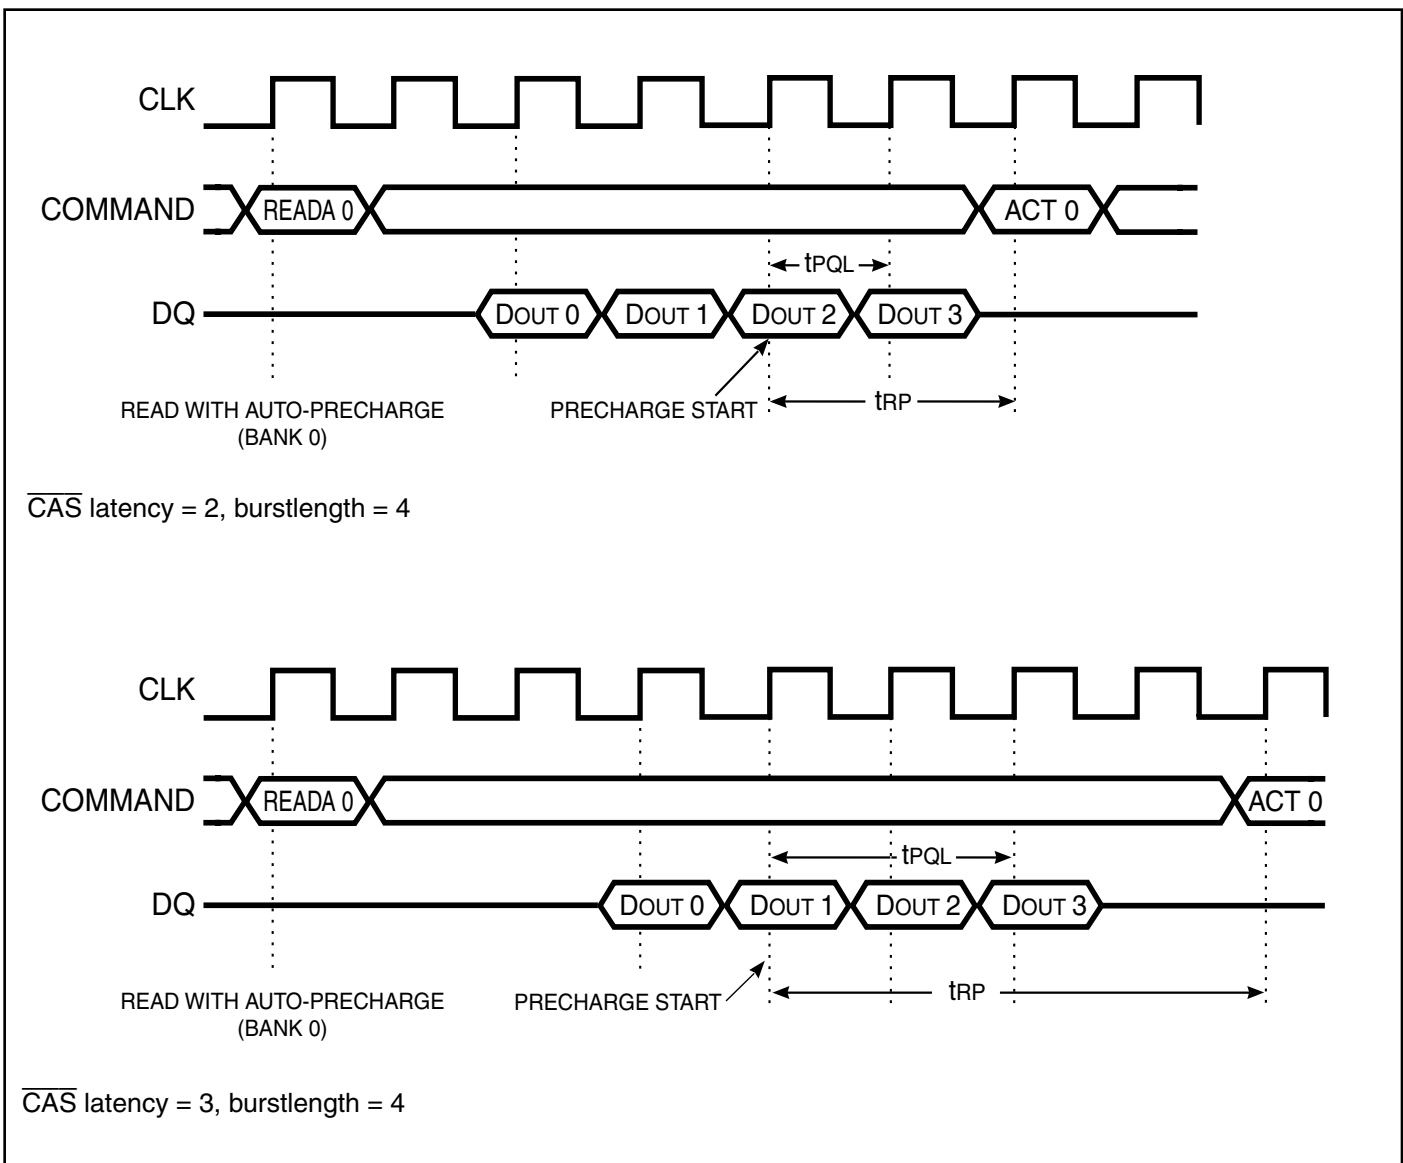 CLK
COMMAND READA 0 ACT 0
tPQL
DQ DOUT 0 DOUT 1 DOUT 2 DOUT 3
READ WITH AUTO-PRECHARGE PRECHARGE START tRP
(BANK 0)
CAS latency = 2, burstlength = 4
CLK
COMMAND READA 0 ACT 0
tPQL
DQ DOUT 0 DOUT 1 DOUT 2 DOUT 3
READ WITH AUTO-PRECHARGE PRECHARGE START tRP
(BANK 0)
CAS latency = 3, burstlength = 4